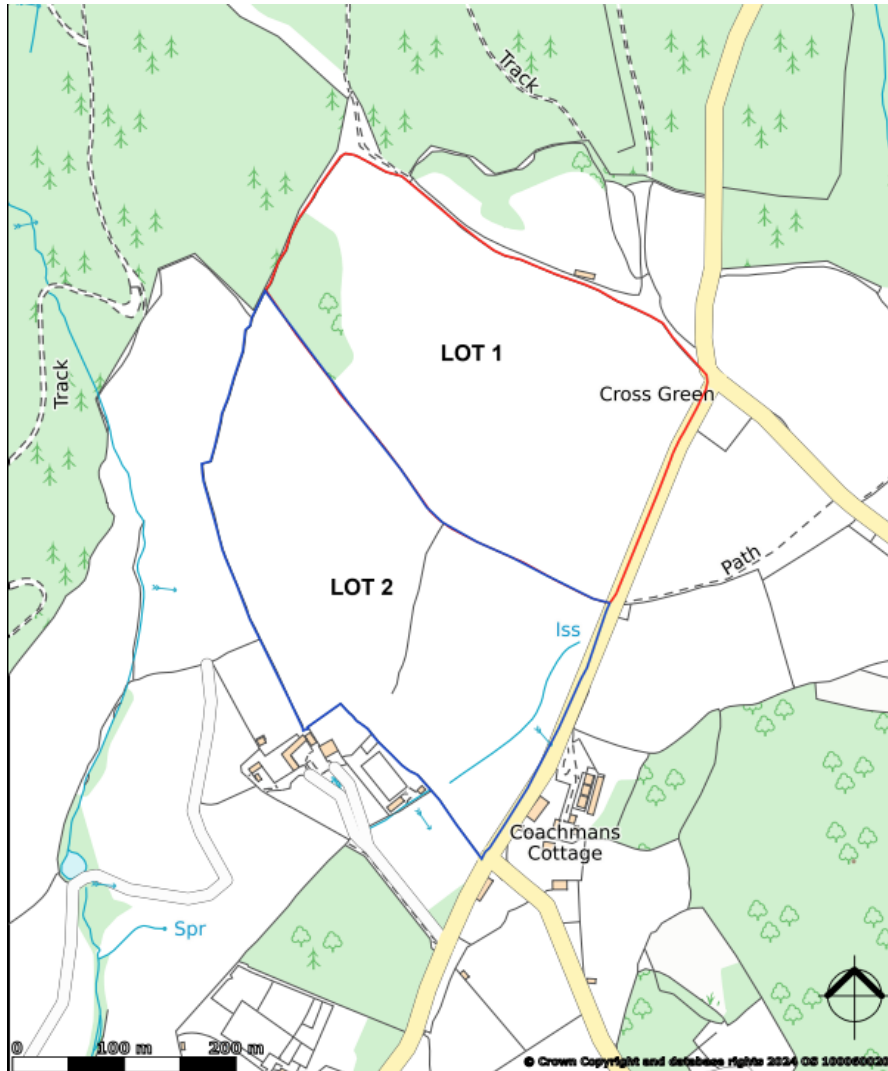 Track
LOT 1
Track
Cross Green
Path
LOT 2
Iss
Coachmans
Cottage
Spr
0 100 m 200 m
© Crown Copyright and database rights 2024 OS 100060020